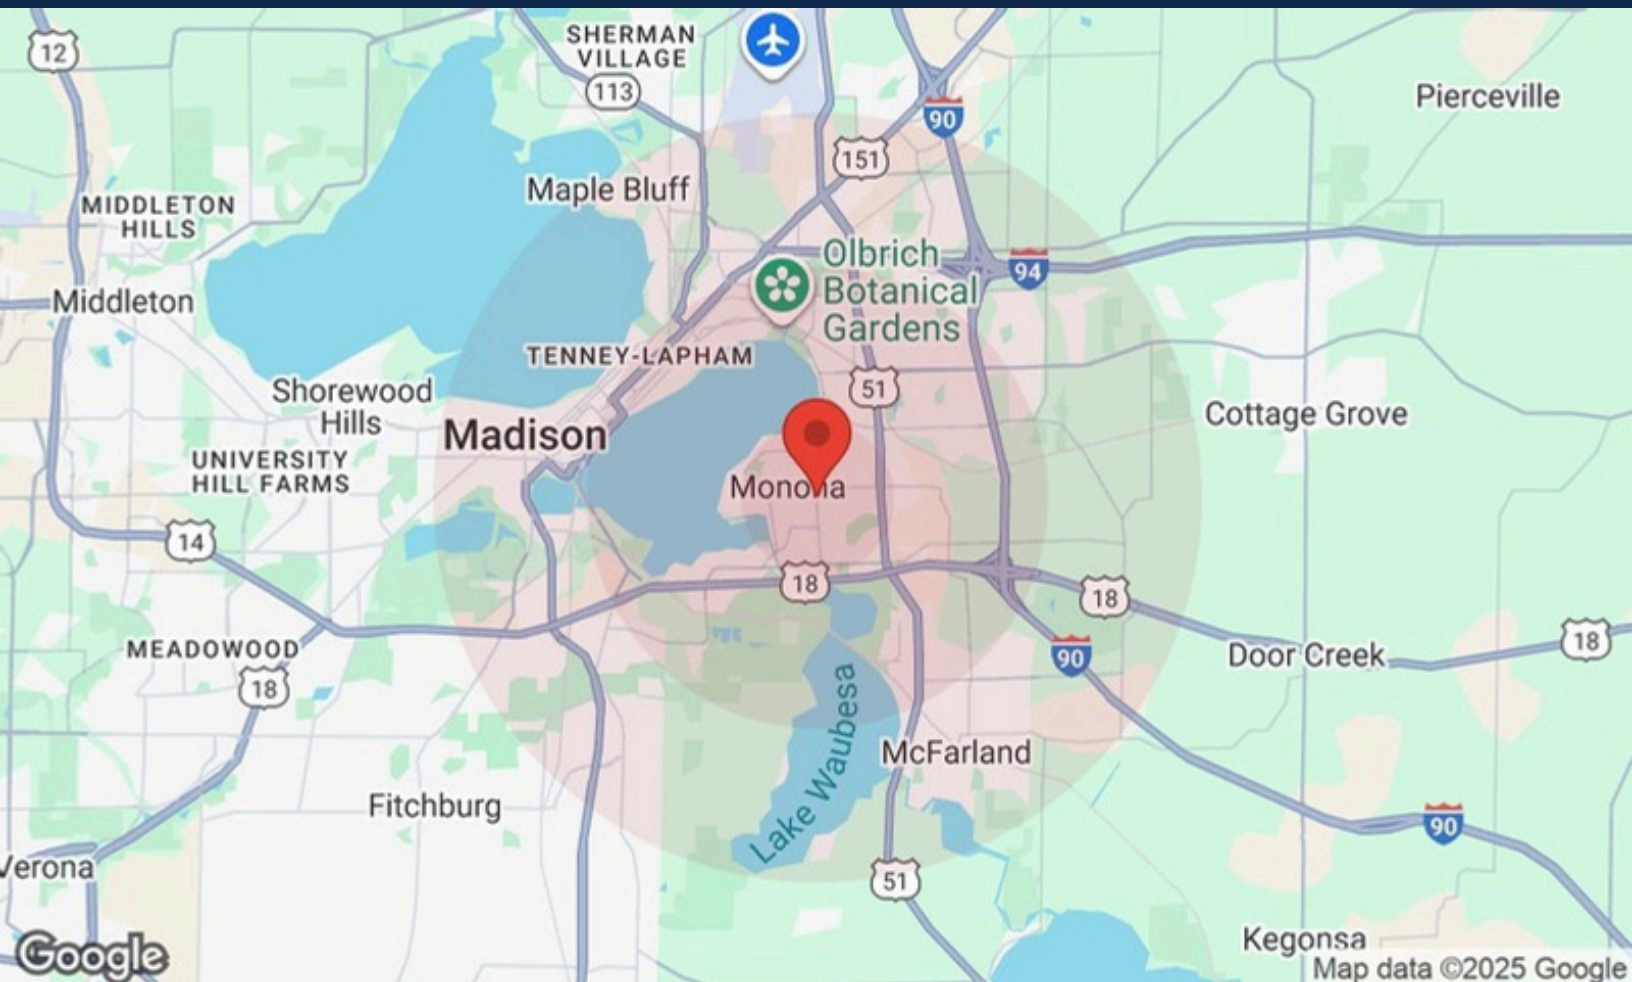 12
SHERMAN
VILLAGE
113
90
Pierceville
151
Maple Bluff
MIDDLETON
HILLS
Olbrich
Botanical
Gardens
94
Middleton
TENNEY-LAPHAM
51
Shorewood
Hills
Cottage Grove
Madison
UNIVERSITY
HILL FARMS
Monona
14
18
18
18
MEADOWOOD
90
Door Creek
18
Lake Waubesa
McFarland
Fitchburg
90
Verona
51
Kegonsa
Google
Map data ©2025 Google